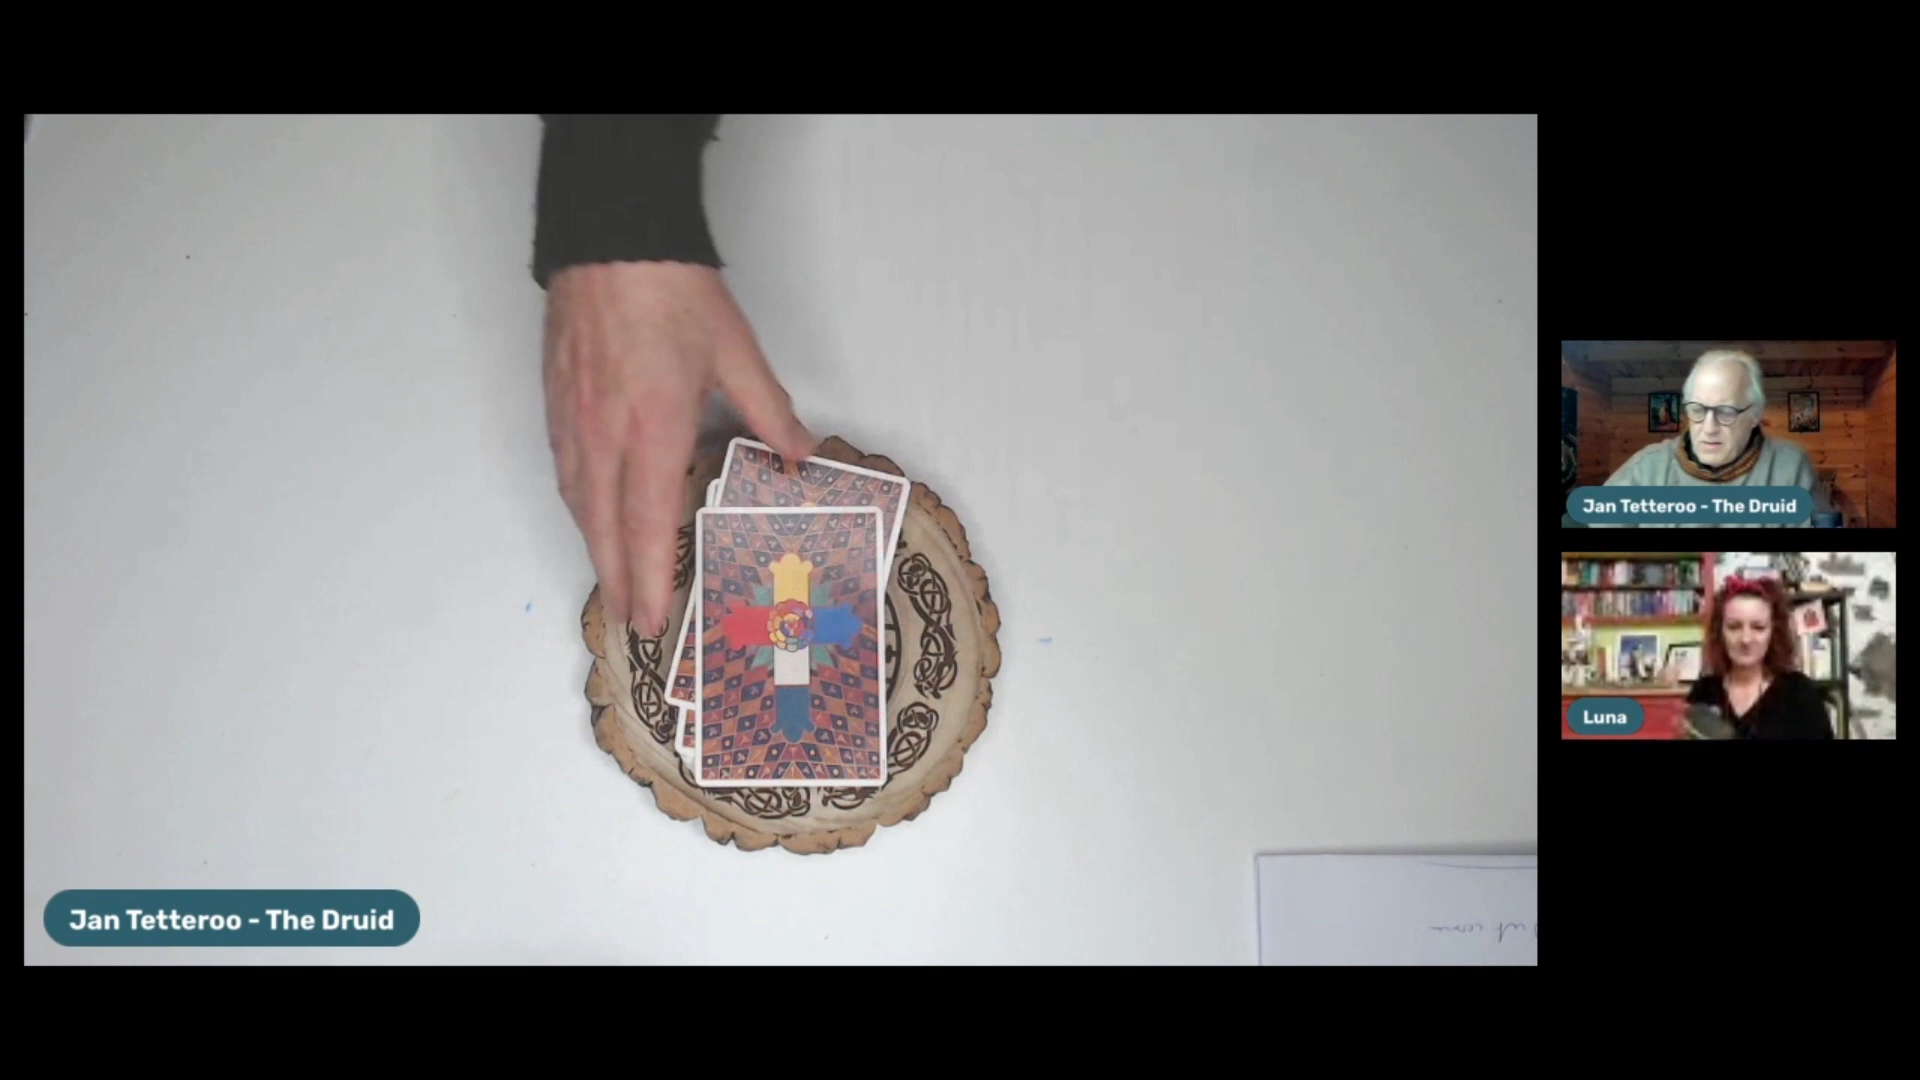 Jan Tetteroo - The Druid
Jan Tetteroo - The Druid
Luna